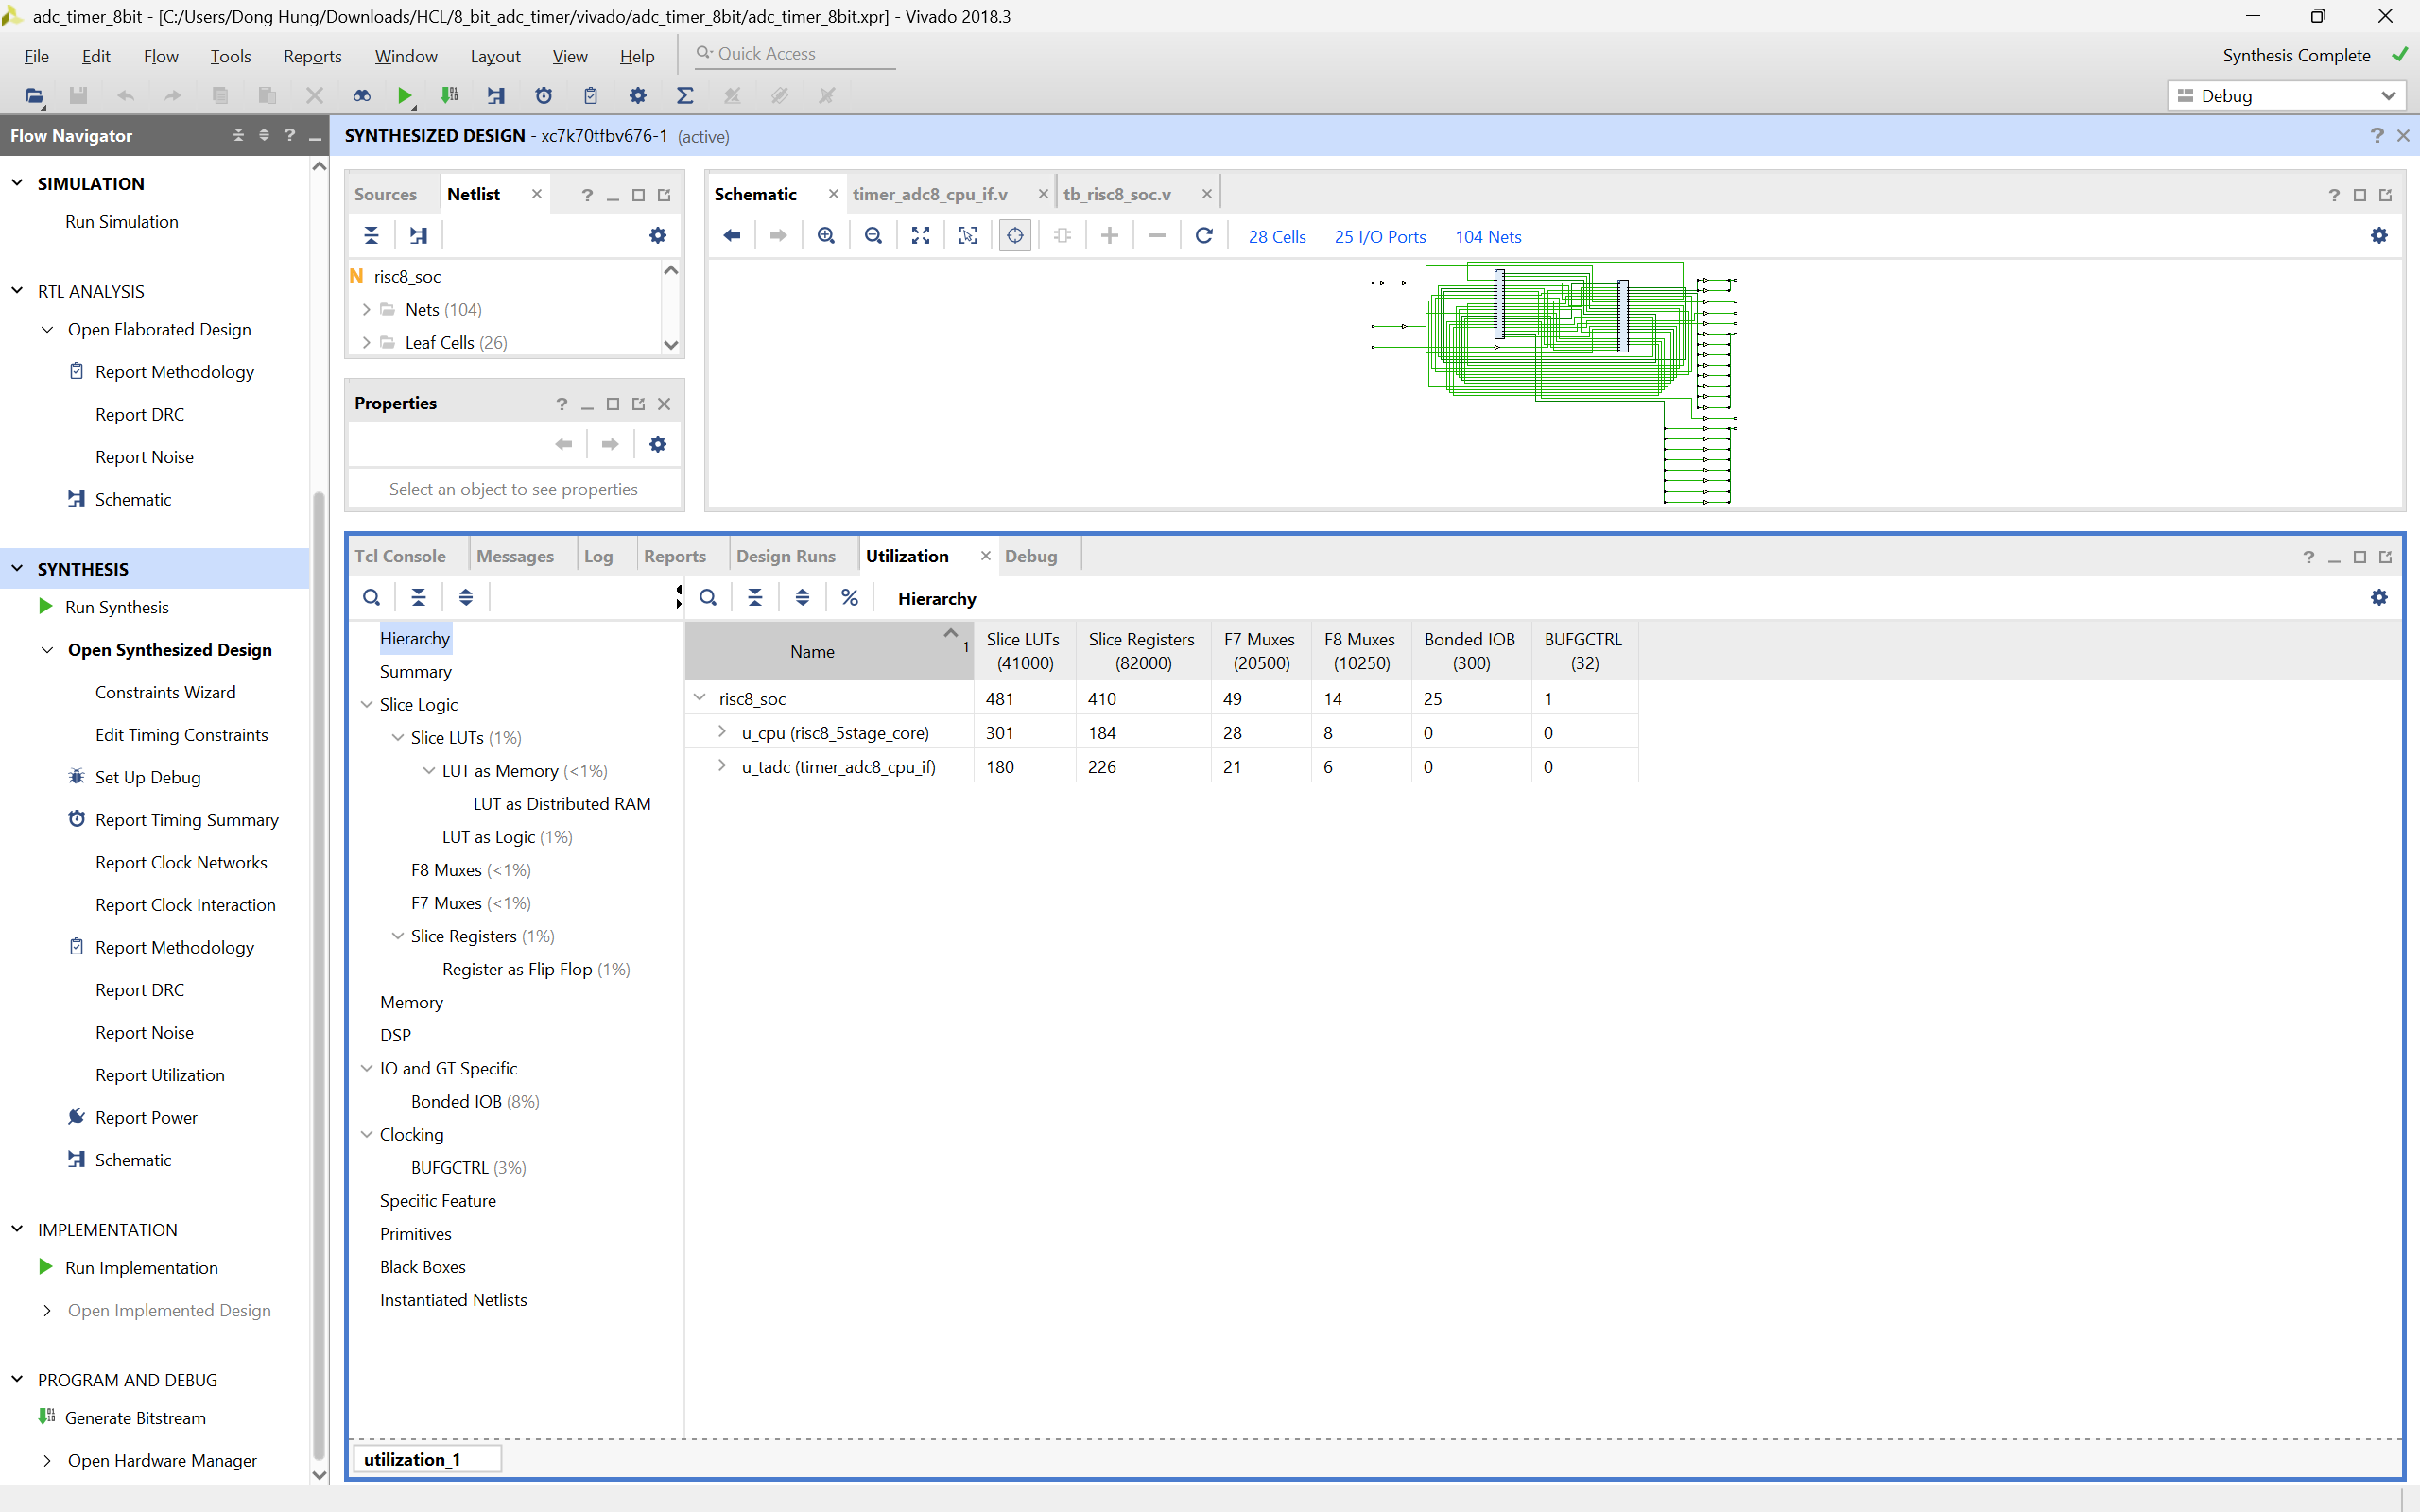 adc_timer_8bit - [C:/Users/Dong Hung/Downloads/HCL/8_bit_adc_timer/vivado/adc_timer_8bit/adc_timer_8bit.xpr] - Vivado 2018.3
File Edit Flow Tools Reports Window Layout View Help Quick Access
Synthesis Complete
Debug
Flow Navigator
SIMULATION
Run Simulation
RTL ANALYSIS
Open Elaborated Design
Report Methodology
Report DRC
Report Noise
Schematic
SYNTHESIS
Run Synthesis
Open Synthesized Design
Constraints Wizard
Edit Timing Constraints
Set Up Debug
Report Timing Summary
Report Clock Networks
Report Clock Interaction
Report Methodology
Report DRC
Report Noise
Report Utilization
Report Power
Schematic
IMPLEMENTATION
Run Implementation
Open Implemented Design
PROGRAM AND DEBUG
Generate Bitstream
Open Hardware Manager
SYNTHESIZED DESIGN - xc7k70tfbv676-1 (active)
Sources Netlist
N risc8_soc
Nets (104)
Leaf Cells (26)
Properties
Select an object to see properties
Schematic timer_adc8_cpu_if.v tb_risc8_soc.v
28 Cells 25 I/O Ports 104 Nets
Tcl Console Messages Log Reports Design Runs Utilization Debug
Hierarchy
Hierarchy
Summary
Slice Logic
Slice LUTs (1%)
LUT as Memory (<1%)
LUT as Distributed RAM
LUT as Logic (1%)
F8 Muxes (<1%)
F7 Muxes (<1%)
Slice Registers (1%)
Register as Flip Flop (1%)
Memory
DSP
IO and GT Specific
Bonded IOB (8%)
Clocking
BUFGCTRL (3%)
Specific Feature
Primitives
Black Boxes
Instantiated Netlists
Name 1 Slice LUTs (41000) Slice Registers (82000) F7 Muxes (20500) F8 Muxes (10250) Bonded IOB (300) BUFGCTRL (32)
risc8_soc 481 410 49 14 25 1
u_cpu (risc8_5stage_core) 301 184 28 8 0 0
u_tadc (timer_adc8_cpu_if) 180 226 21 6 0 0
utilization_1